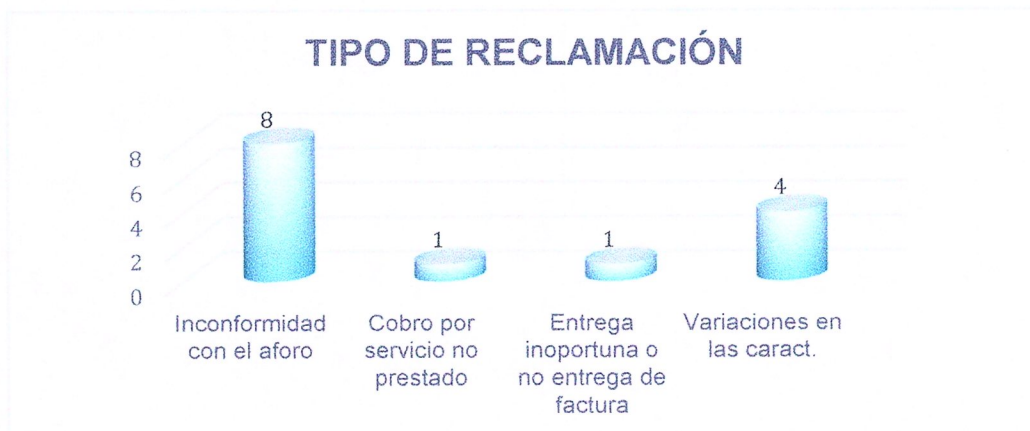 TIPO DE RECLAMACIÓN
8
1
1
4
8
6
4
2
0
Inconformidad
con el aforo
Cobro por
servicio no
prestado
Entrega
inoportuna o
no entrega de
factura
Variaciones en
las caract.